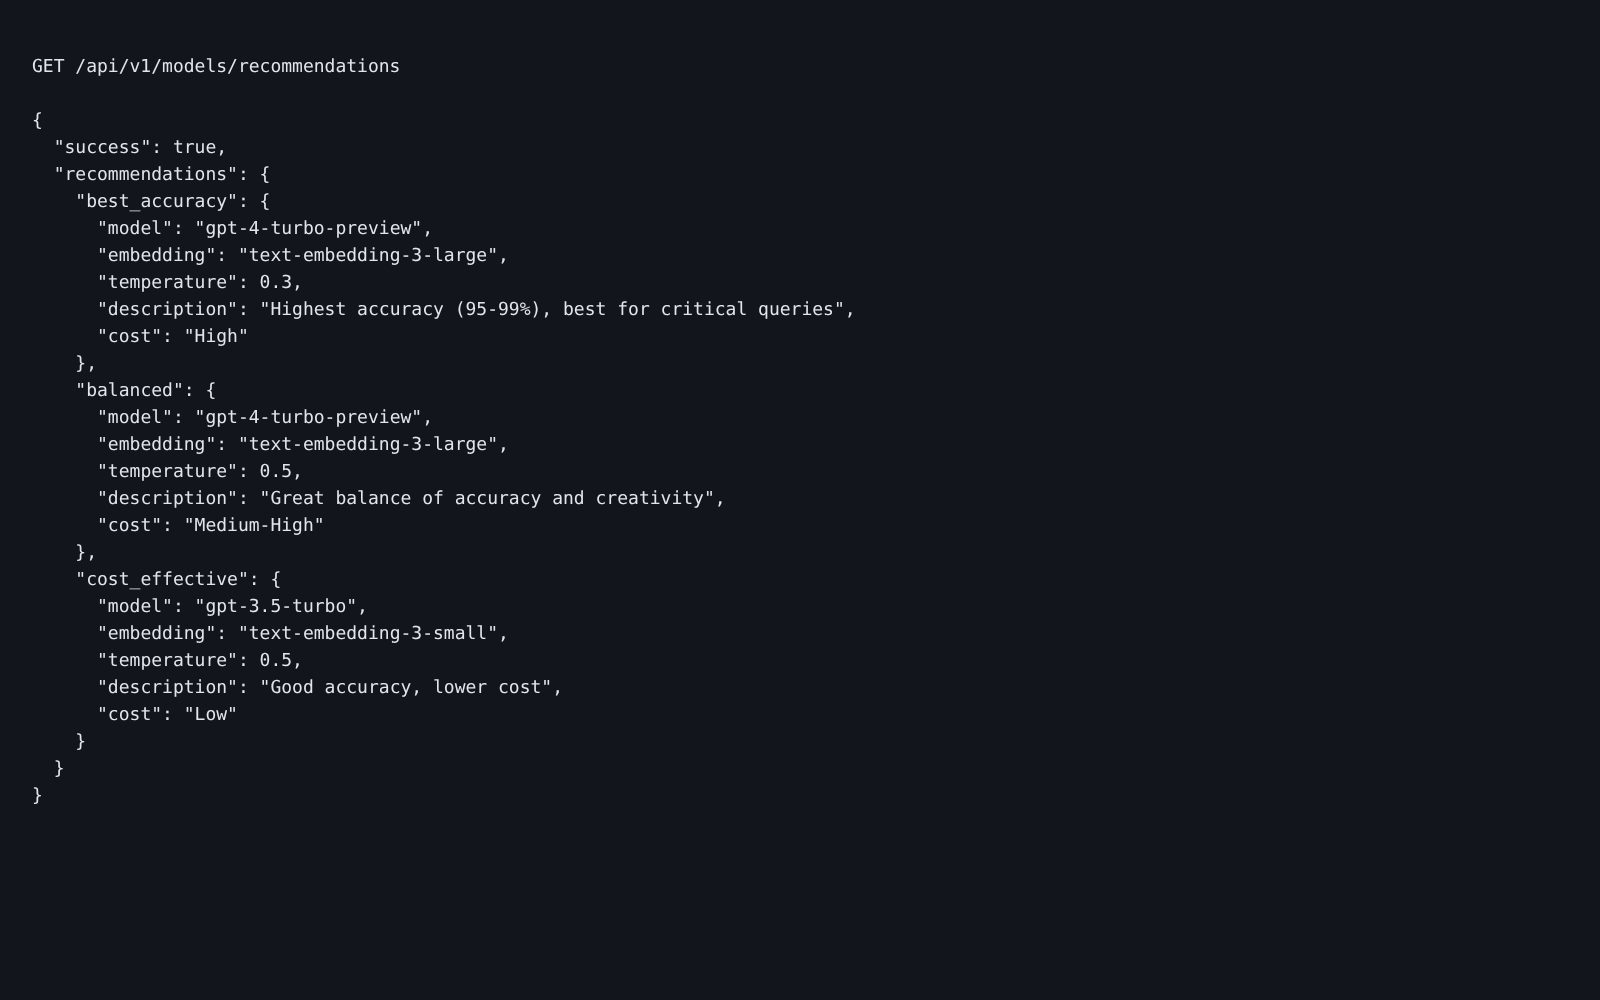 GET /api/v1/models/recommendations

{
  "success": true,
  "recommendations": {
    "best_accuracy": {
      "model": "gpt-4-turbo-preview",
      "embedding": "text-embedding-3-large",
      "temperature": 0.3,
      "description": "Highest accuracy (95-99%), best for critical queries",
      "cost": "High"
    },
    "balanced": {
      "model": "gpt-4-turbo-preview",
      "embedding": "text-embedding-3-large",
      "temperature": 0.5,
      "description": "Great balance of accuracy and creativity",
      "cost": "Medium-High"
    },
    "cost_effective": {
      "model": "gpt-3.5-turbo",
      "embedding": "text-embedding-3-small",
      "temperature": 0.5,
      "description": "Good accuracy, lower cost",
      "cost": "Low"
    }
  }
}